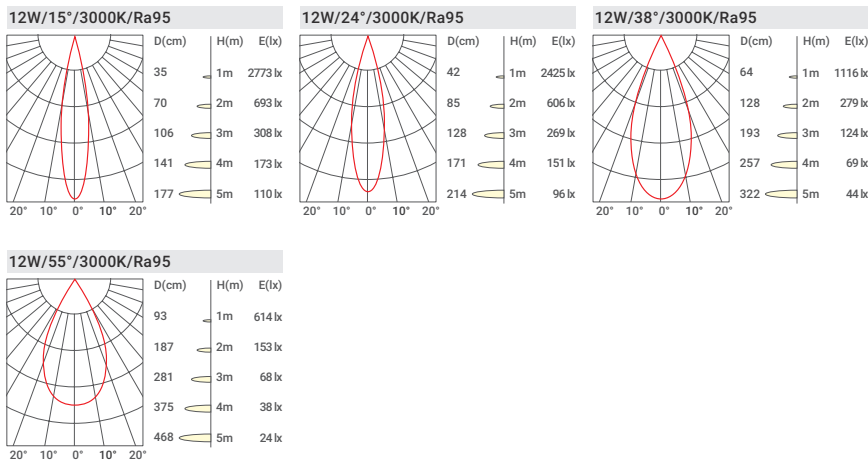 12W/15°/3000K/Ra95
D(cm) H(m) E(lx)
35 1m 2773 lx
70 2m 693 lx
106 3m 308 lx
141 4m 173 lx
177 5m 110 lx
20° 10° 0° 10° 20°
12W/24°/3000K/Ra95
D(cm) H(m) E(lx)
42 1m 2425 lx
85 2m 606 lx
128 3m 269 lx
171 4m 151 lx
214 5m 96 lx
20° 10° 0° 10° 20°
12W/38°/3000K/Ra95
D(cm) H(m) E(lx)
64 1m 1116 lx
128 2m 279 lx
193 3m 124 lx
257 4m 69 lx
322 5m 44 lx
20° 10° 0° 10° 20°
12W/55°/3000K/Ra95
D(cm) H(m) E(lx)
93 1m 614 lx
187 2m 153 lx
281 3m 68 lx
375 4m 38 lx
468 5m 24 lx
20° 10° 0° 10° 20°